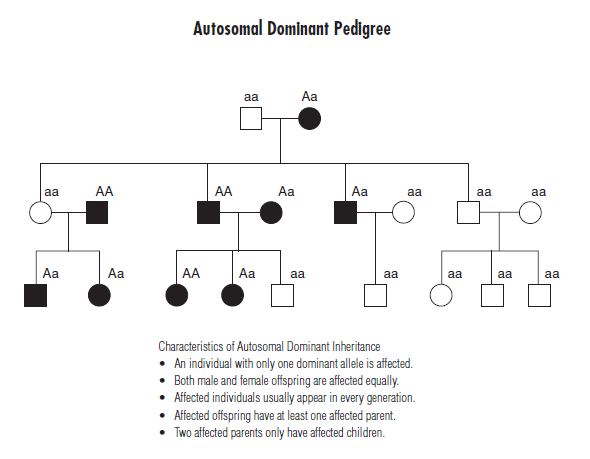 Autosomal Dominant Pedigree
aa Aa
aa AA AA Aa Aa aa aa aa
Aa Aa AA Aa aa aa aa aa aa
Characteristics of Autosomal Dominant Inheritance
• An individual with only one dominant allele is affected.
• Both male and female offspring are affected equally.
• Affected individuals usually appear in every generation.
• Affected offspring have at least one affected parent.
• Two affected parents only have affected children.